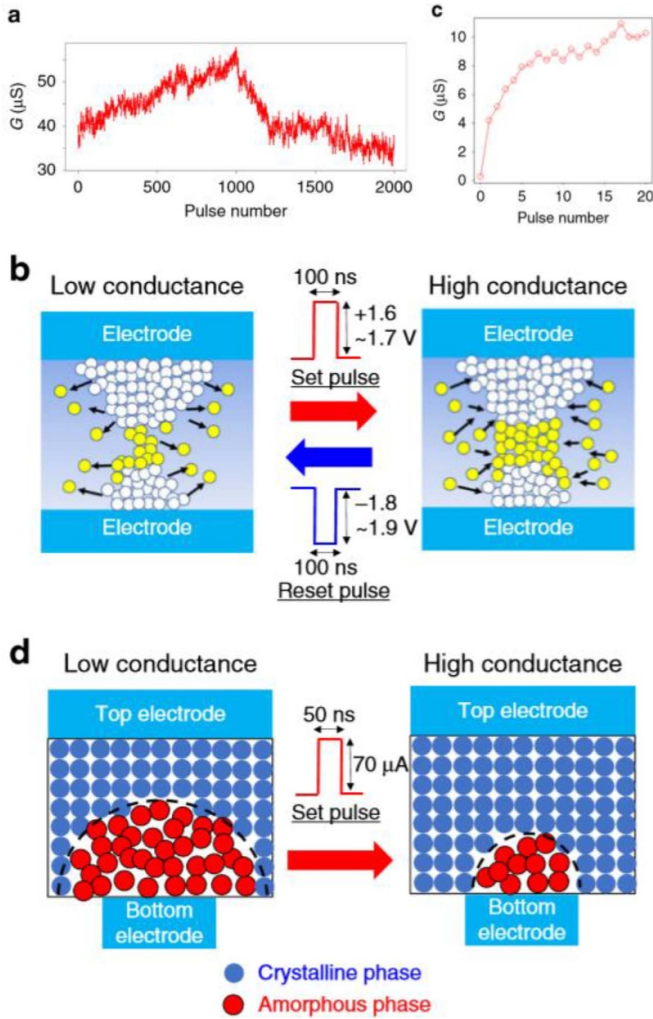 a
G (μS)
50
40
30
0
500
1000
1500
2000
Pulse number
c
G (μS)
10
8
6
4
2
0
0
5
10
15
20
Pulse number
b
Low conductance
Electrode
Electrode
100 ns
+1.6
~1.7 V
Set pulse
−1.8
~1.9 V
100 ns
Reset pulse
High conductance
Electrode
Electrode
d
Low conductance
Top electrode
Bottom
electrode
50 ns
70 μA
Set pulse
High conductance
Top electrode
Bottom
electrode
Crystalline phase
Amorphous phase